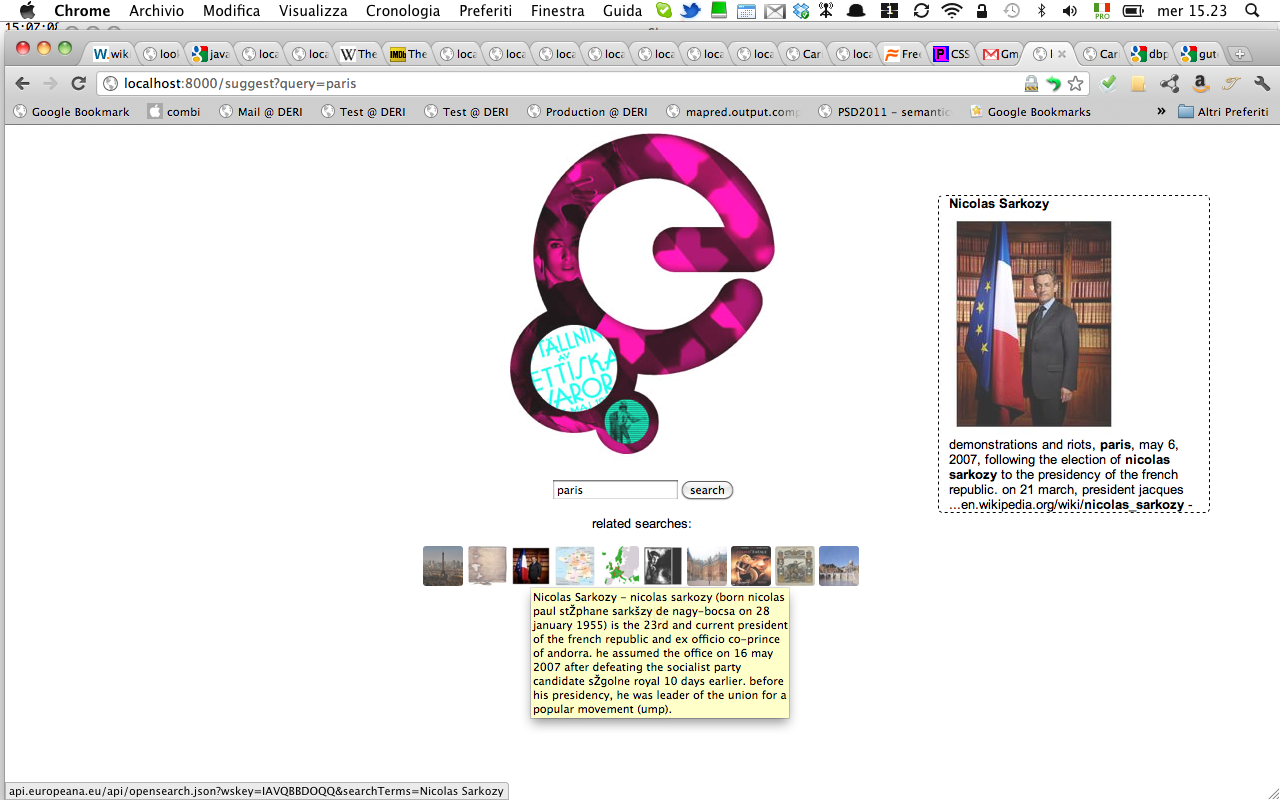 Chrome Archivio Modifica Visualizza Cronologia Preferiti Finestra Guida PRO mer 15.23
W.wik looi java loca loca W The IMDb The loca loca loca loca loca loca loca Car loca Free P CSS Gm l Car dbp gut
localhost:8000/suggest?query=paris
Google Bookmark combi Mail @ DERI Test @ DERI Test @ DERI Production @ DERI mapred.output.comp PSD2011 - semantic Google Bookmarks » Altri Preferiti
Nicolas Sarkozy
TÄLLNIN
AV
ETTISKA
VAROR
demonstrations and riots, paris, may 6,
2007, following the election of nicolas
sarkozy to the presidency of the french
republic. on 21 march, president jacques
...en.wikipedia.org/wiki/nicolas_sarkozy -
paris search
related searches:
Nicolas Sarkozy - nicolas sarkozy (born nicolas
paul stŽphane sarkšzy de nagy-bocsa on 28
january 1955) is the 23rd and current president
of the french republic and ex officio co-prince
of andorra. he assumed the office on 16 may
2007 after defeating the socialist party
candidate sŽgolne royal 10 days earlier. before
his presidency, he was leader of the union for a
popular movement (ump).
api.europeana.eu/api/opensearch.json?wskey=IAVQBBDOQQ&searchTerms=Nicolas Sarkozy